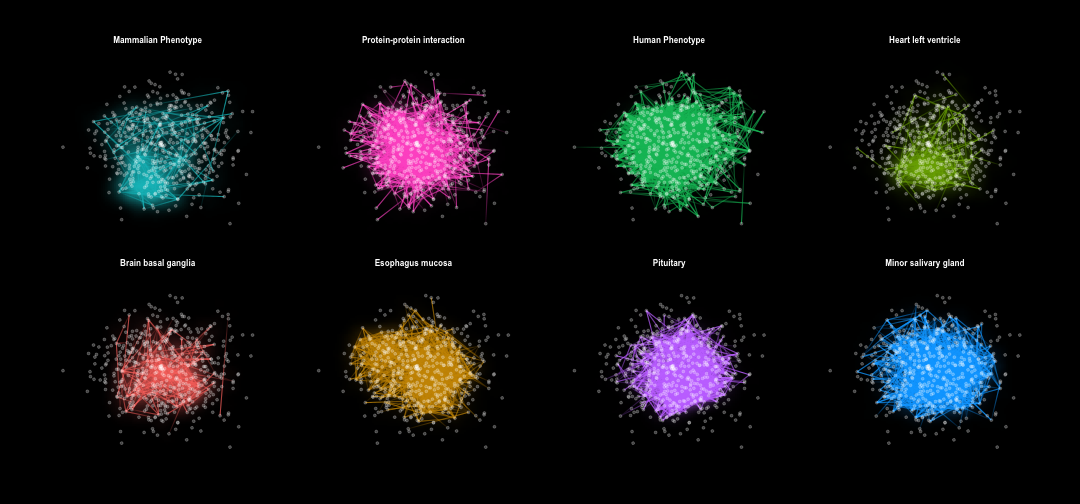 Mammalian Phenotype
Protein-protein interaction
Human Phenotype
Heart left ventricle
Brain basal ganglia
Esophagus mucosa
Pituitary
Minor salivary gland